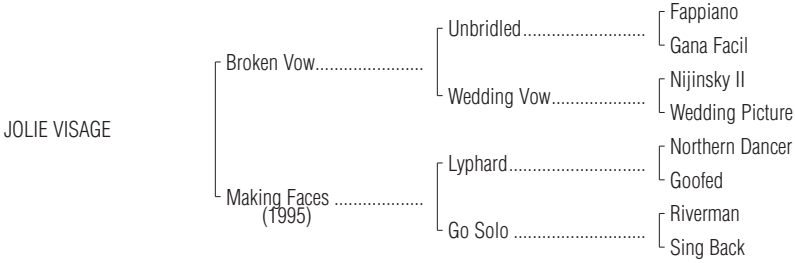 Fappiano
Unbridled
Gana Facil
Broken Vow
Nijinsky II
Wedding Vow
Wedding Picture
JOLIE VISAGE
Northern Dancer
Lyphard
Goofed
Making Faces
(1995)
Riverman
Go Solo
Sing Back